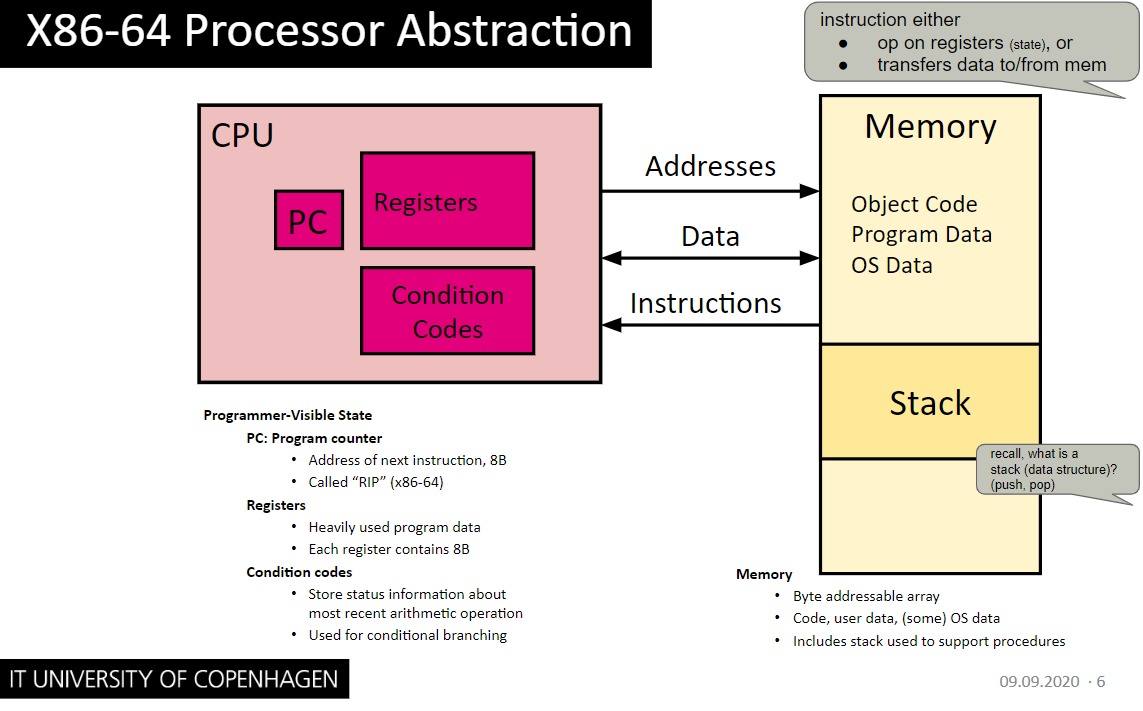 X86-64 Processor Abstraction
instruction either
● op on registers (state), or
● transfers data to/from mem
CPU
PC
Registers
Condition
Codes
Addresses
Data
Instructions
Memory
Object Code
Program Data
OS Data
Stack
recall, what is a
stack (data structure)?
(push, pop)
Programmer-Visible State
PC: Program counter
• Address of next instruction, 8B
• Called “RIP” (x86-64)
Registers
• Heavily used program data
• Each register contains 8B
Condition codes
• Store status information about
most recent arithmetic operation
• Used for conditional branching
Memory
• Byte addressable array
• Code, user data, (some) OS data
• Includes stack used to support procedures
IT UNIVERSITY OF COPENHAGEN
09.09.2020 · 6